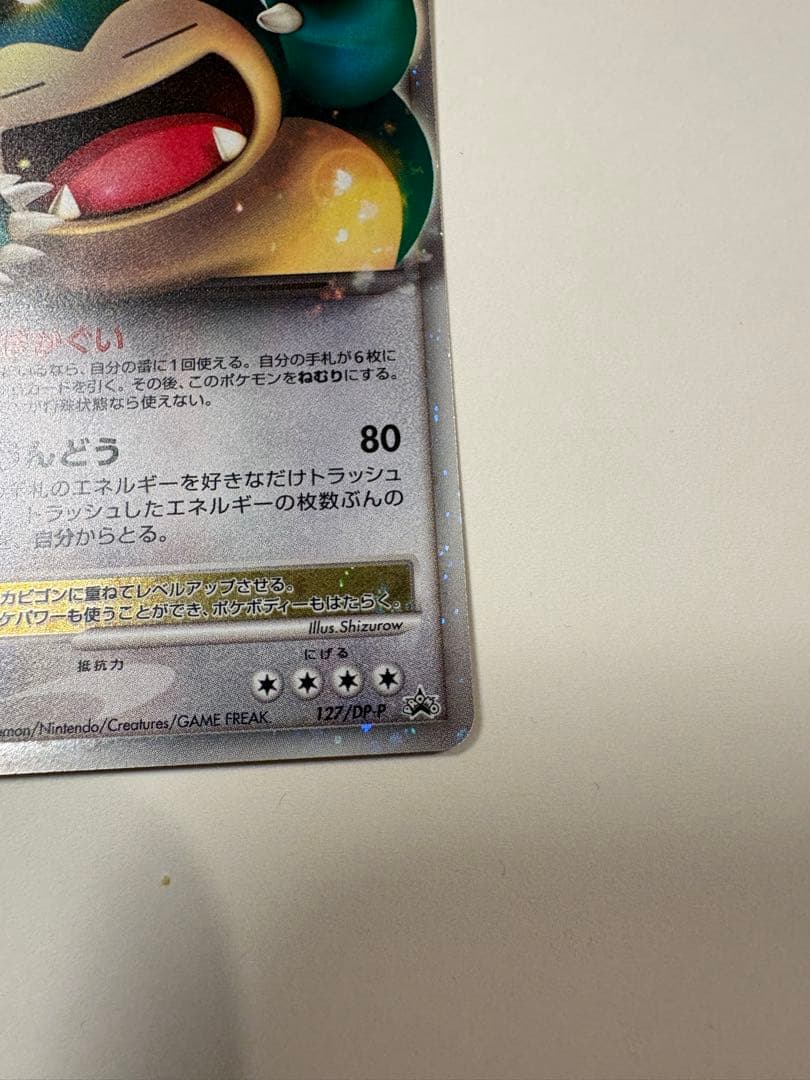 かぐい
いるなら、自分の番に1回使える。自分の手札が6枚に
カードを引く。その後、このポケモンをねむりにする。
が特殊状態なら使えない。
んどう 80
手札のエネルギーを好きなだけトラッシュ
トラッシュしたエネルギーの枚数ぶんの
自分からとる。
カビゴンに重ねてレベルアップさせる。
ケパワーも使うことができ、ポケボディーもはたらく。
Illus. Shizurow
抵抗力 にげる
emon/Nintendo/Creatures/GAME FREAK. 127/DP-P PROMO